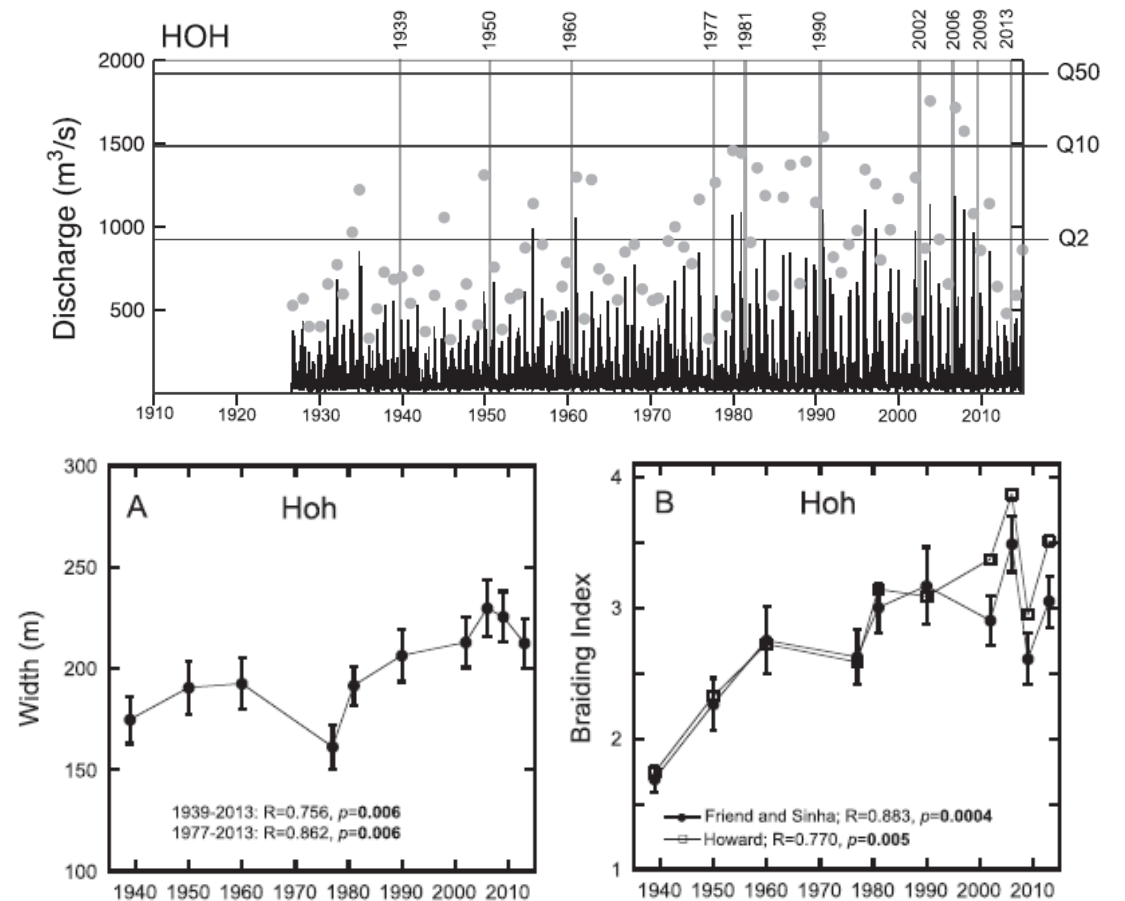 HOH
1939 1950 1960 1977 1981 1990 2002 2006 2009 2013
2000
Q50
1500
Q10
1000
Q2
500
Discharge (m³/s)
1910 1920 1930 1940 1950 1960 1970 1980 1990 2000 2010
300
A
Hoh
250
200
150
100
Width (m)
1939-2013: R=0.756, p=0.006
1977-2013: R=0.862, p=0.006
1940 1950 1960 1970 1980 1990 2000 2010
4
B
Hoh
3
2
1
Braiding Index
Friend and Sinha; R=0.883, p=0.0004
Howard; R=0.770, p=0.005
1940 1950 1960 1970 1980 1990 2000 2010